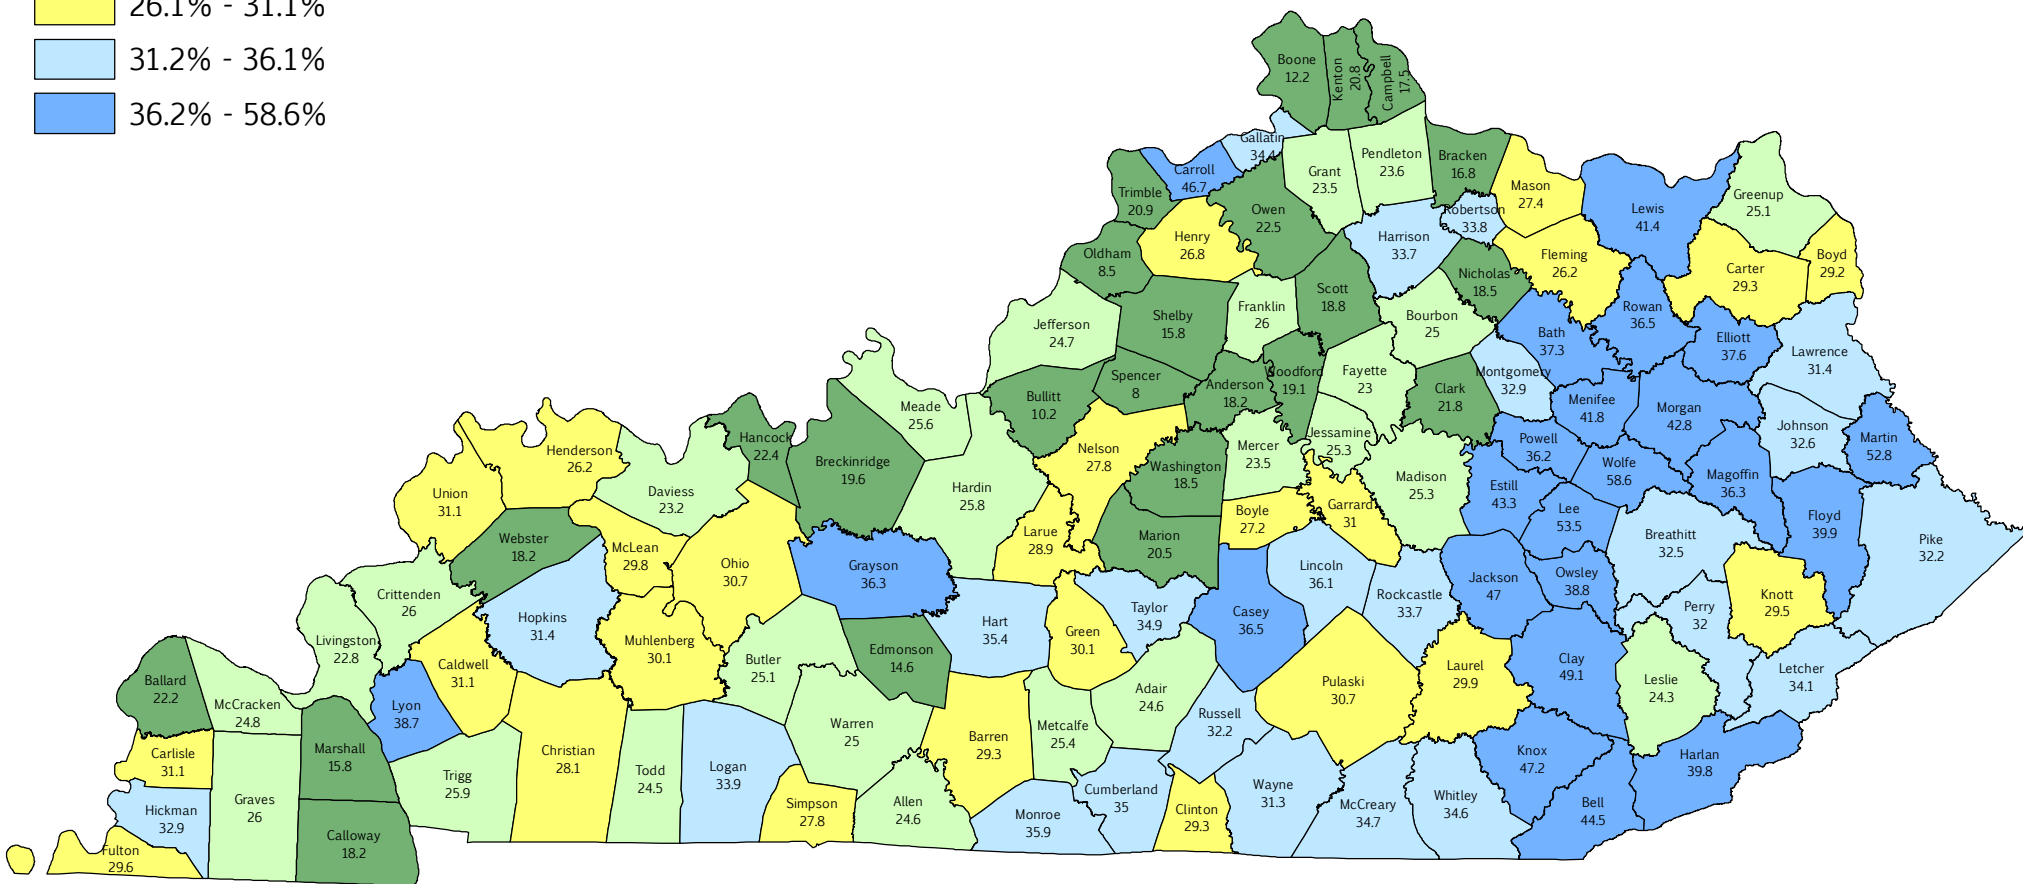 26.1% - 31.1%
31.2% - 36.1%
36.2% - 58.6%
Boone
12.2
Kenton
20.8
Campbell
17.5
Gallatin
34.4
Carroll
46.7
Trimble
20.9
Grant
23.5
Pendleton
23.6
Bracken
16.8
Mason
27.4
Robertson
33.8
Lewis
41.4
Greenup
25.1
Boyd
29.2
Carter
29.3
Fleming
26.2
Owen
22.5
Henry
26.8
Oldham
8.5
Harrison
33.7
Nicholas
18.5
Scott
18.8
Franklin
26
Shelby
15.8
Jefferson
24.7
Bourbon
25
Bath
37.3
Rowan
36.5
Elliott
37.6
Lawrence
31.4
Montgomery
32.9
Menifee
41.8
Morgan
42.8
Johnson
32.6
Martin
52.8
Spencer
8
Bullitt
10.2
Anderson
18.2
Woodford
19.1
Fayette
23
Clark
21.8
Jessamine
25.3
Mercer
23.5
Nelson
27.8
Washington
18.5
Madison
25.3
Powell
36.2
Wolfe
58.6
Magoffin
36.3
Estill
43.3
Lee
53.5
Floyd
39.9
Pike
32.2
Breathitt
32.5
Meade
25.6
Hancock
22.4
Breckinridge
19.6
Hardin
25.8
Henderson
26.2
Daviess
23.2
Union
31.1
Webster
18.2
McLean
29.8
Ohio
30.7
Grayson
36.3
Larue
28.9
Marion
20.5
Boyle
27.2
Garrard
31
Lincoln
36.1
Rockcastle
33.7
Jackson
47
Owsley
38.8
Perry
32
Knott
29.5
Letcher
34.1
Crittenden
26
Hopkins
31.4
Livingston
22.8
Caldwell
31.1
Muhlenberg
30.1
Butler
25.1
Edmonson
14.6
Hart
35.4
Green
30.1
Taylor
34.9
Casey
36.5
Adair
24.6
Pulaski
30.7
Laurel
29.9
Clay
49.1
Leslie
24.3
Ballard
22.2
McCracken
24.8
Lyon
38.7
Marshall
15.8
Carlisle
31.1
Hickman
32.9
Graves
26
Fulton
29.6
Calloway
18.2
Trigg
25.9
Christian
28.1
Todd
24.5
Logan
33.9
Warren
25
Simpson
27.8
Allen
24.6
Barren
29.3
Metcalfe
25.4
Monroe
35.9
Cumberland
35
Russell
32.2
Clinton
29.3
Wayne
31.3
McCreary
34.7
Whitley
34.6
Knox
47.2
Bell
44.5
Harlan
39.8